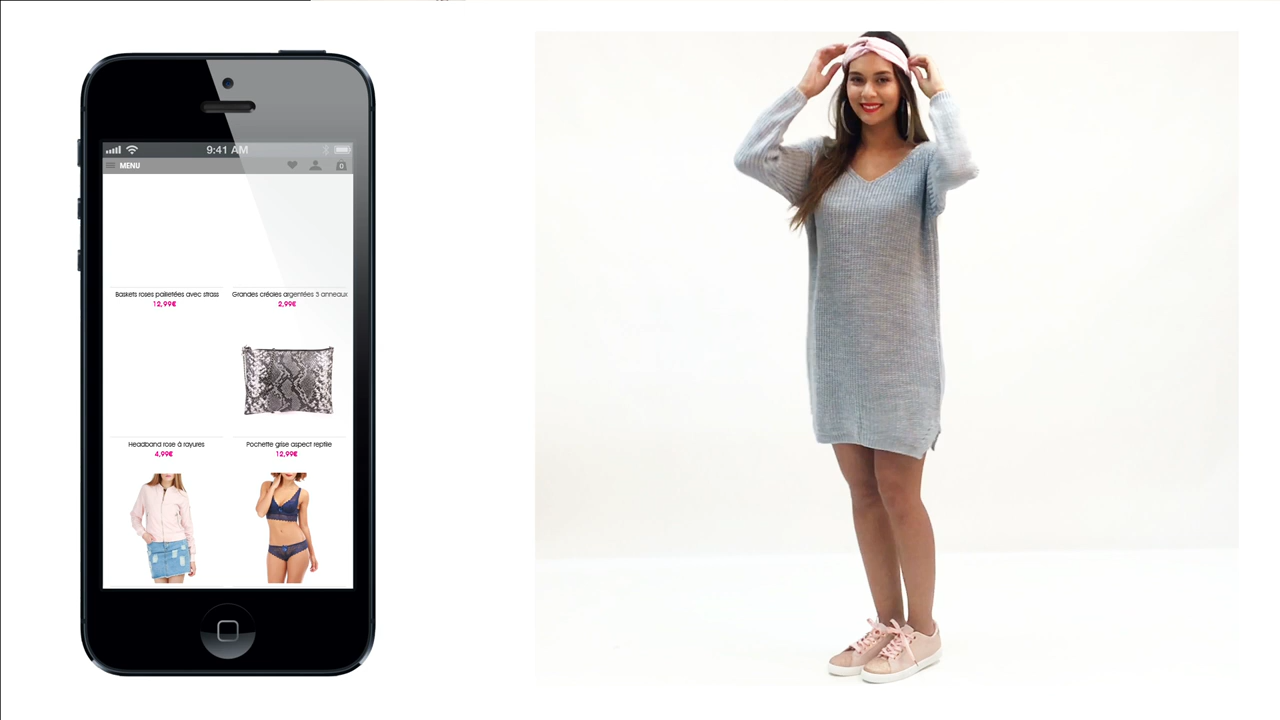 9:41 AM
MENU
0
Baskets roses pailletées avec strass
12,99€
Grandes créoles argentées 3 anneaux
2,99€
Headband rose à rayures
4,99€
Pochette grise aspect reptile
12,99€